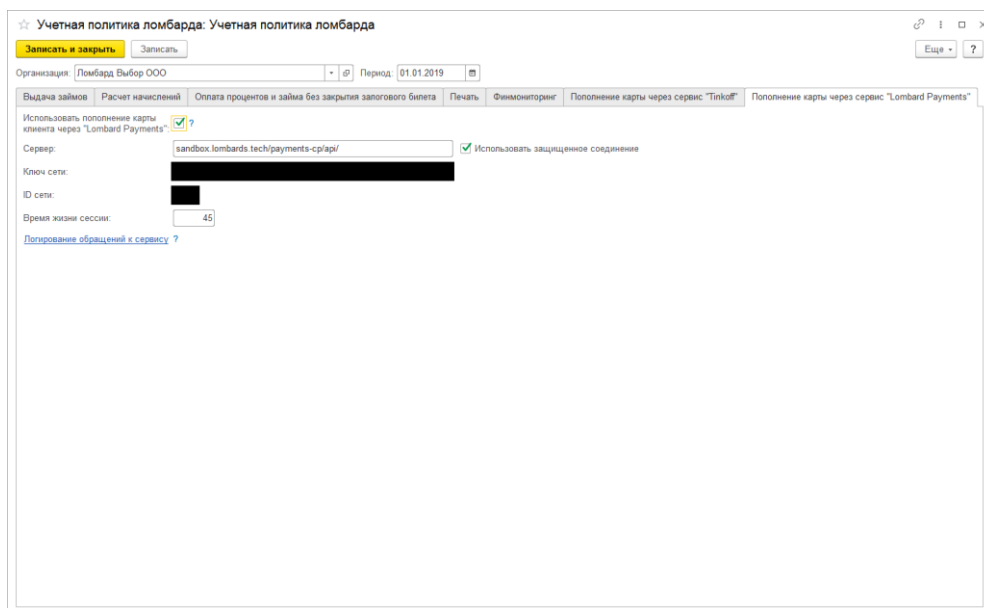 Учетная политика ломбарда: Учетная политика ломбарда
Записать и закрыть Записать Еще ?
Организация: Ломбард Выбор ООО Период: 01.01.2019
Выдача займов Расчет начислений Оплата процентов и займа без закрытия залогового билета Печать Финмониторинг Пополнение карты через сервис "Tinkoff" Пополнение карты через сервис "Lombard Payments"
Использовать пополнение карты
клиента через "Lombard Payments": ?
Сервер: sandbox.lombards.tech/payments-cp/api/ Использовать защищенное соединение
Ключ сети:
ID сети:
Время жизни сессии: 45
Логирование обращений к сервису ?